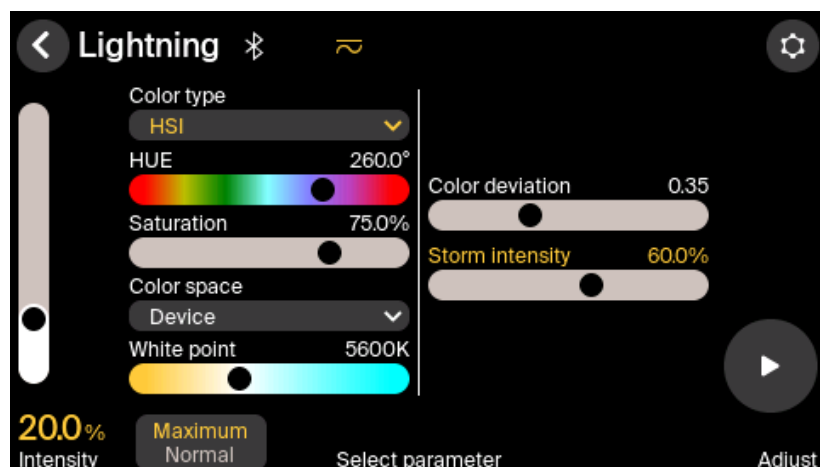 Lightning
Color type
HSI
HUE 260.0°
Saturation 75.0%
Color space
Device
White point 5600K
Color deviation 0.35
Storm intensity 60.0%
20.0%
Intensity
Maximum
Normal
Select parameter
Adjust